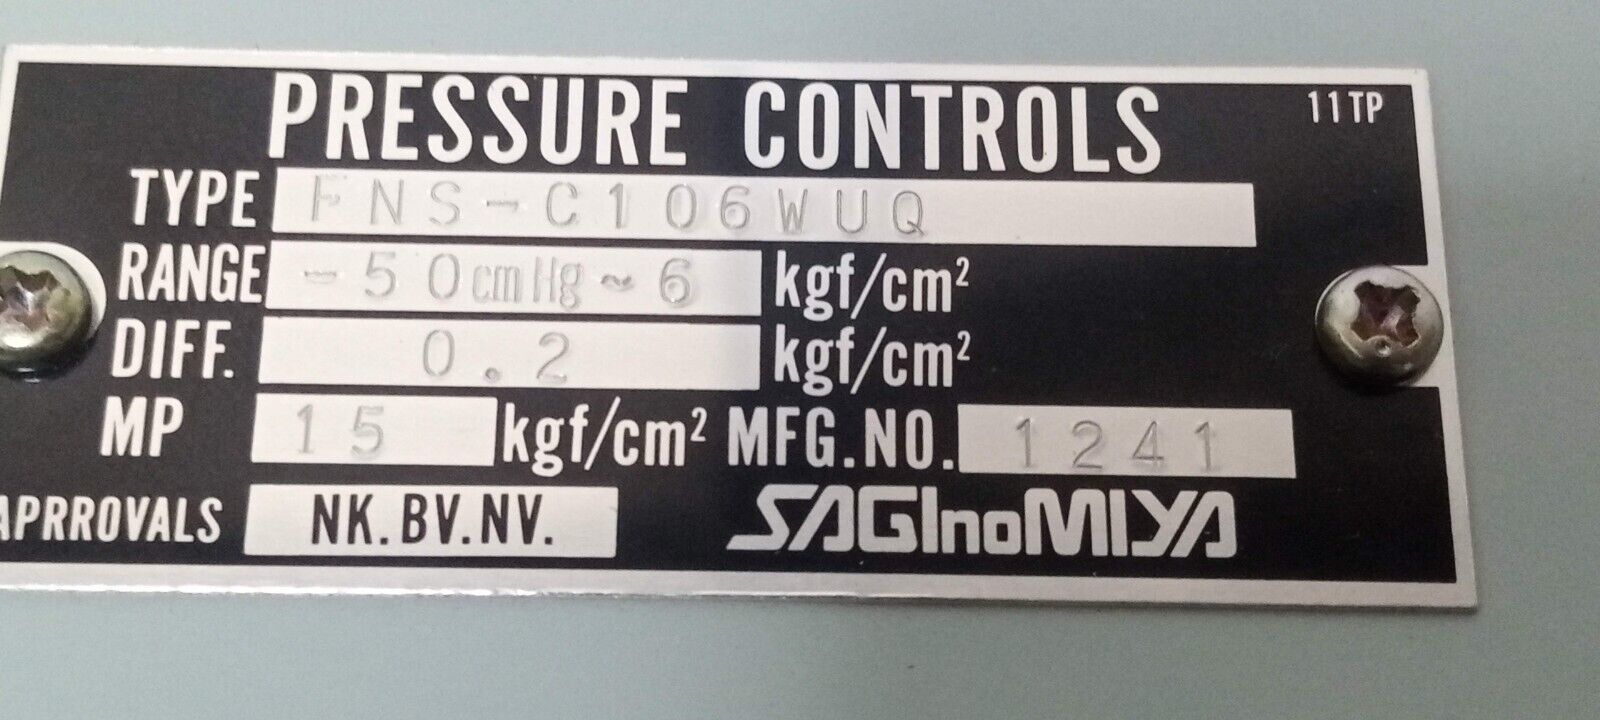 PRESSURE CONTROLS 11TP
TYPE FNS-C106WUQ
RANGE -50cmHg~6 kgf/cm²
DIFF. 0.2 kgf/cm²
MP 15 kgf/cm² MFG.NO. 1241
APRROVALS NK.BV.NV. SAGInoMIYA